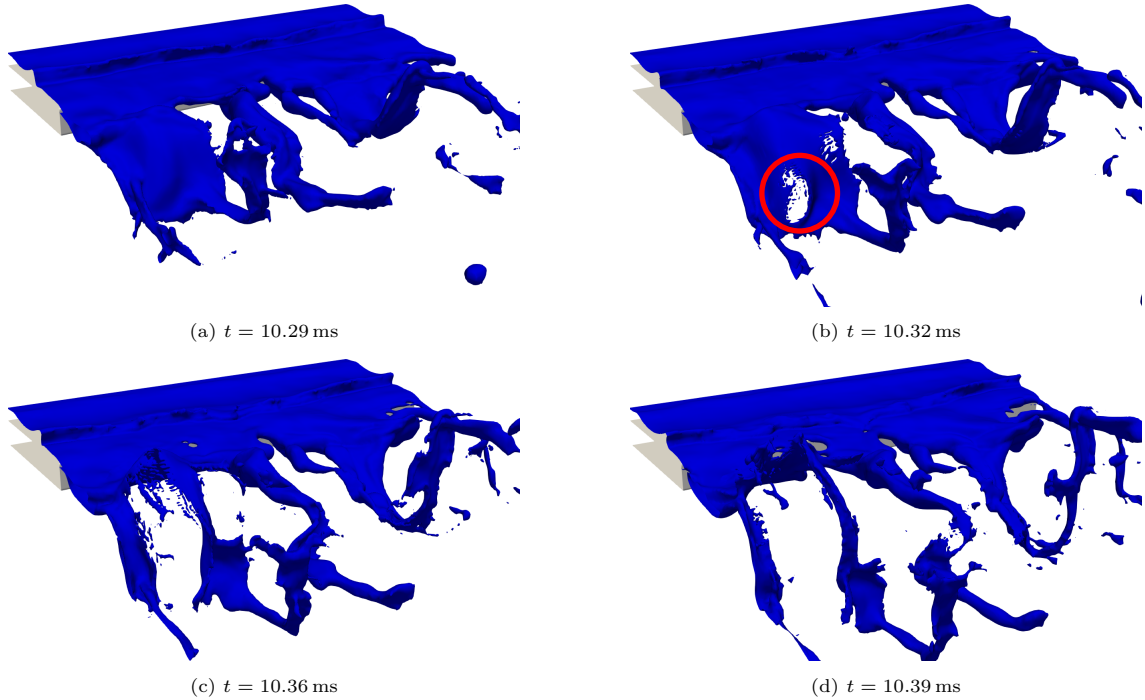 (a) t = 10.29 ms
(b) t = 10.32 ms
(c) t = 10.36 ms
(d) t = 10.39 ms